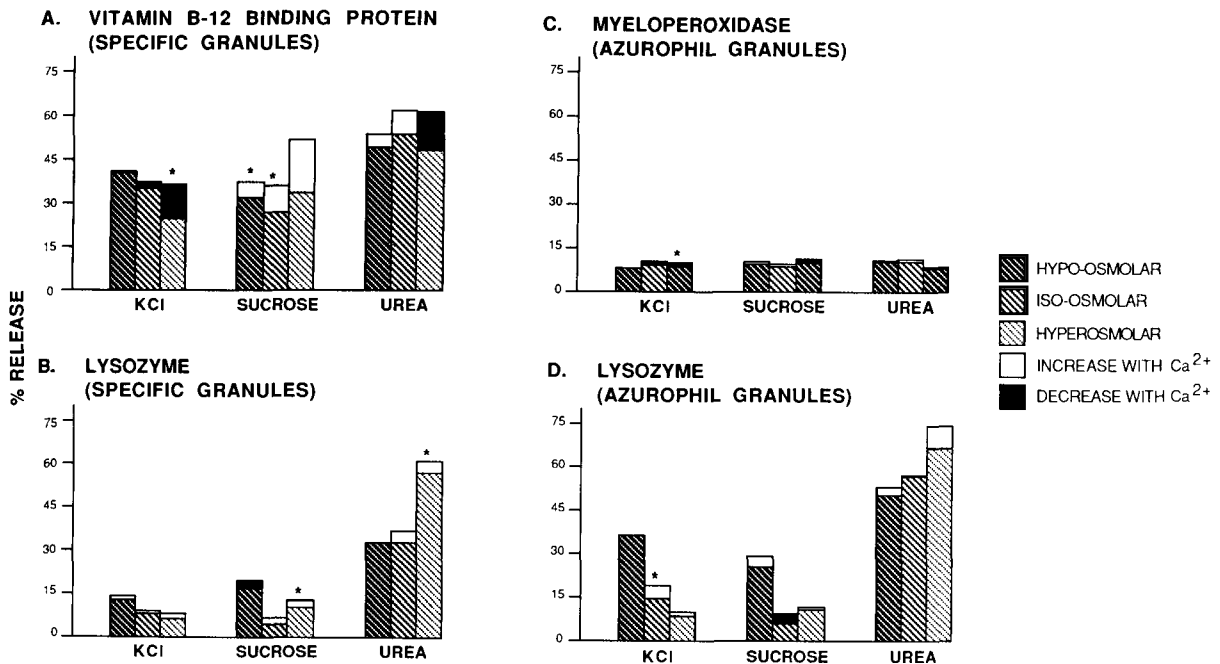 A. VITAMIN B-12 BINDING PROTEIN
(SPECIFIC GRANULES)
75
60
45
30
15
0
*
*
*
KCl
SUCROSE
UREA
% RELEASE
B. LYSOZYME
(SPECIFIC GRANULES)
75
60
45
30
15
0
*
*
KCl
SUCROSE
UREA
C. MYELOPEROXIDASE
(AZUROPHIL GRANULES)
75
60
45
30
15
0
*
KCl
SUCROSE
UREA
D. LYSOZYME
(AZUROPHIL GRANULES)
75
60
45
30
15
0
*
KCl
SUCROSE
UREA
HYPO-OSMOLAR
ISO-OSMOLAR
HYPEROSMOLAR
INCREASE WITH Ca²⁺
DECREASE WITH Ca²⁺